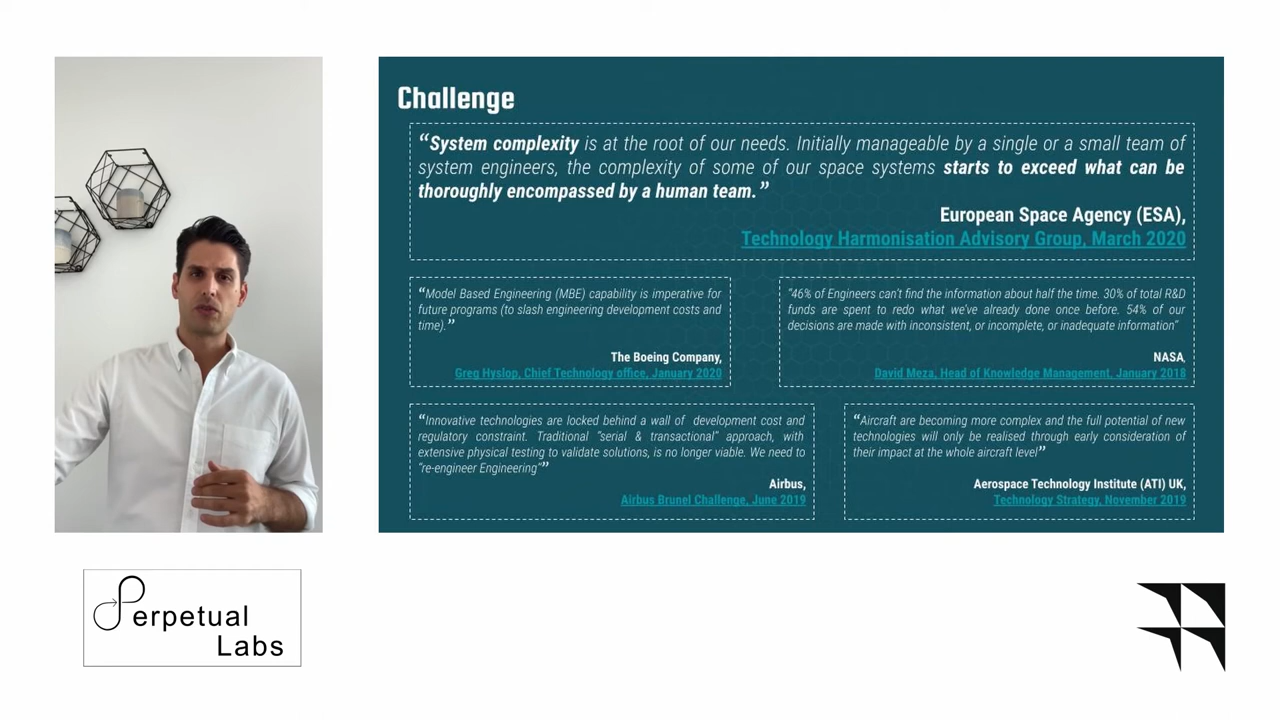 Challenge
“System complexity is at the root of our needs. Initially manageable by a single or a small team of
system engineers, the complexity of some of our space systems starts to exceed what can be
thoroughly encompassed by a human team.”
European Space Agency (ESA),
Technology Harmonisation Advisory Group, March 2020
“Model Based Engineering (MBE) capability is imperative for
future programs (to slash engineering development costs and
time).”
The Boeing Company,
Greg Hyslop, Chief Technology office, January 2020
“46% of Engineers can’t find the information about half the time. 30% of total R&D
funds are spent to redo what we’ve already done once before. 54% of our
decisions are made with inconsistent, or incomplete, or inadequate information”
NASA,
David Meza, Head of Knowledge Management, January 2018
“Innovative technologies are locked behind a wall of development cost and
regulatory constraint. Traditional “serial & transactional” approach, with
extensive physical testing to validate solutions, is no longer viable. We need to
“re-engineer Engineering””
Airbus,
Airbus Brunel Challenge, June 2019
“Aircraft are becoming more complex and the full potential of new
technologies will only be realised through early consideration of
their impact at the whole aircraft level”
Aerospace Technology Institute (ATI) UK,
Technology Strategy, November 2019
Perpetual
Labs